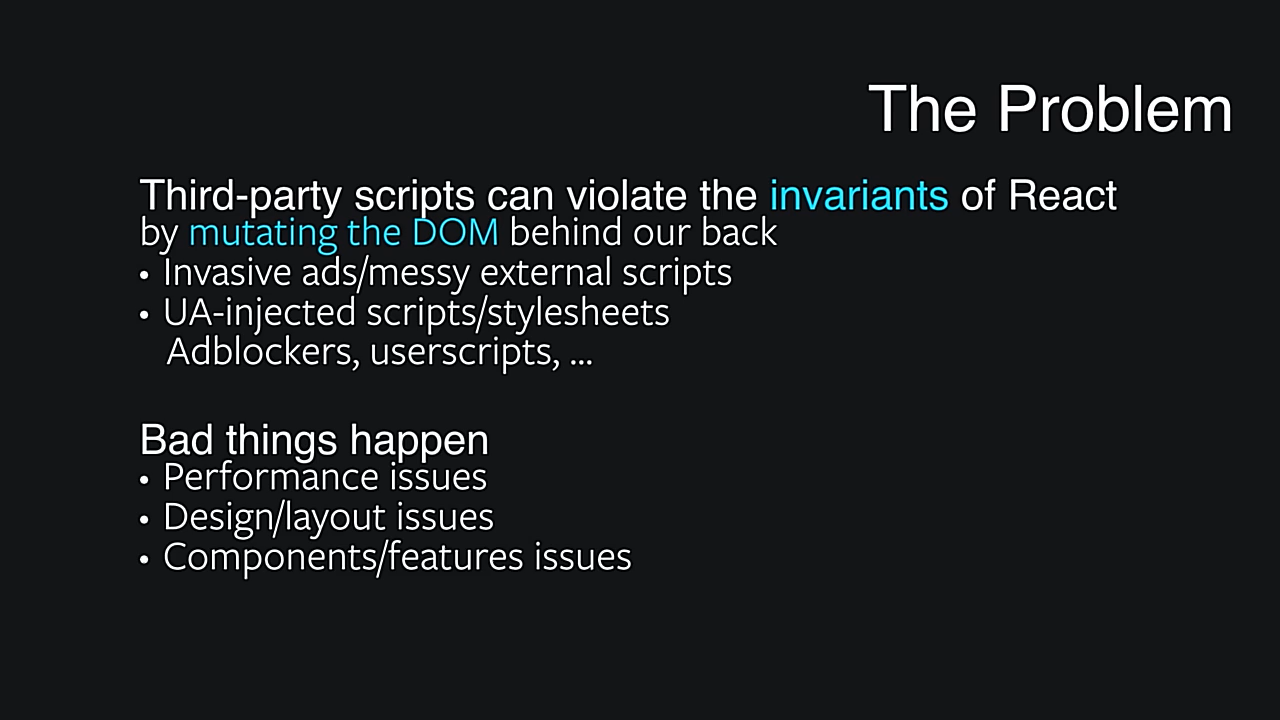 The Problem
Third-party scripts can violate the invariants of React
by mutating the DOM behind our back
• Invasive ads/messy external scripts
• UA-injected scripts/stylesheets
Adblockers, userscripts, ...
Bad things happen
• Performance issues
• Design/layout issues
• Components/features issues